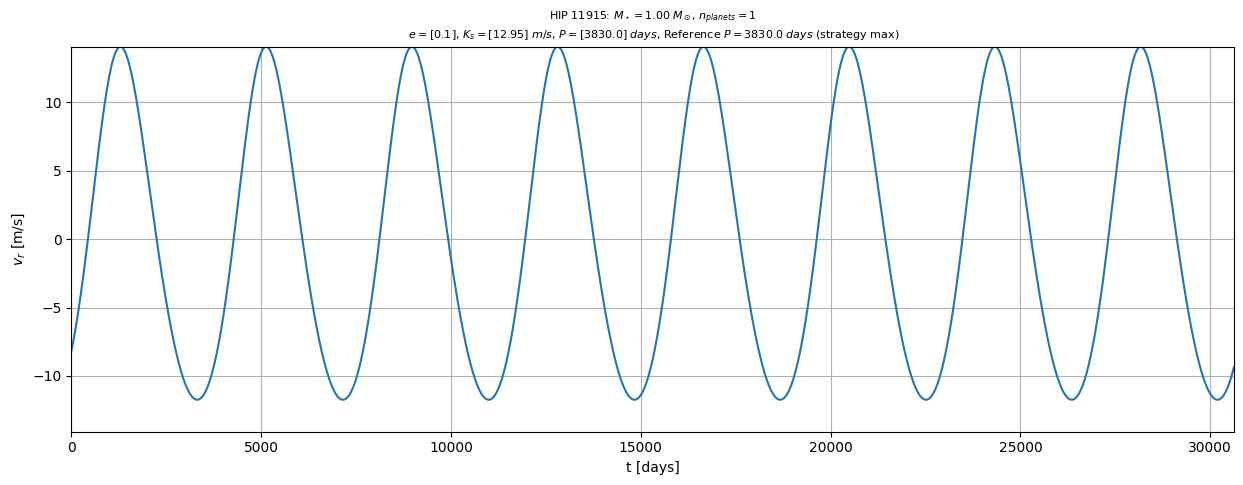 HIP 11915: $M_\star = 1.00\ M_\odot$, $n_{planets} = 1$
$e = [0.1]$, $K_s = [12.95]\ m/s$, $P = [3830.0]\ days$, Reference $P = 3830.0\ days$ (strategy max)
10
5
0
−5
−10
$v_r$ [m/s]
0 5000 10000 15000 20000 25000 30000
t [days]